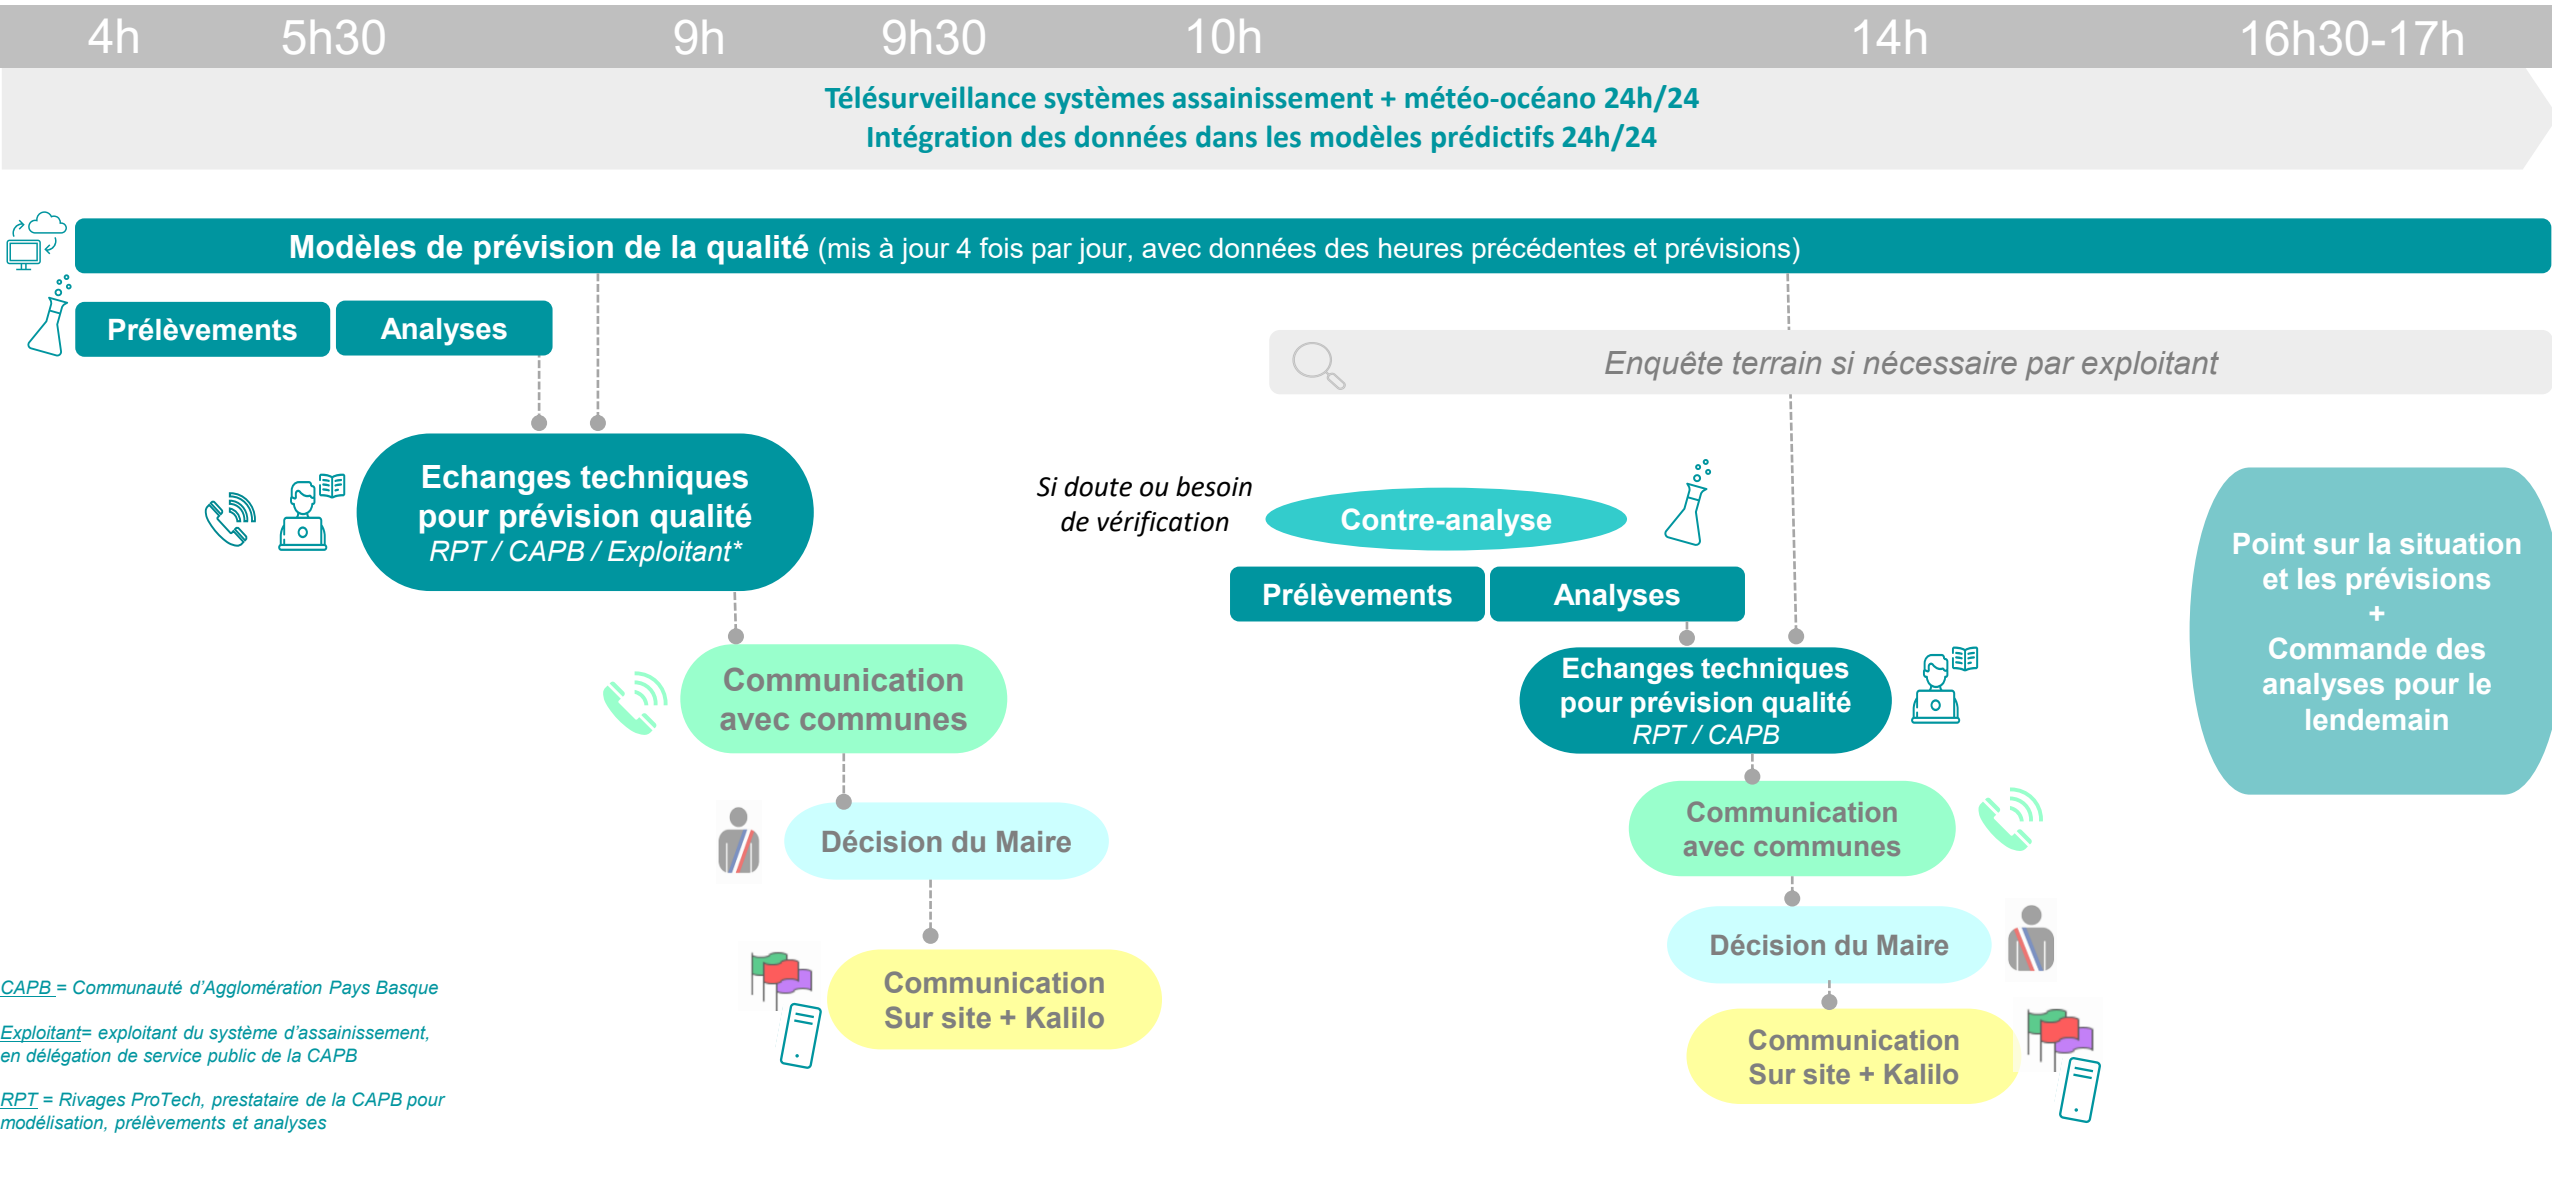 4h 5h30 9h 9h30 10h 14h 16h30-17h
Télésurveillance systèmes assainissement + météo-océano 24h/24
Intégration des données dans les modèles prédictifs 24h/24
Modèles de prévision de la qualité (mis à jour 4 fois par jour, avec données des heures précédentes et prévisions)
Prélèvements
Analyses
Enquête terrain si nécessaire par exploitant
Echanges techniques
pour prévision qualité
RPT / CAPB / Exploitant*
Communication
avec communes
Décision du Maire
Communication
Sur site + Kalilo
Si doute ou besoin
de vérification
Contre-analyse
Prélèvements
Analyses
Echanges techniques
pour prévision qualité
RPT / CAPB
Communication
avec communes
Décision du Maire
Communication
Sur site + Kalilo
Point sur la situation
et les prévisions
+
Commande des
analyses pour le
lendemain
CAPB = Communauté d'Agglomération Pays Basque
Exploitant= exploitant du système d'assainissement,
en délégation de service public de la CAPB
RPT = Rivages ProTech, prestataire de la CAPB pour
modélisation, prélèvements et analyses